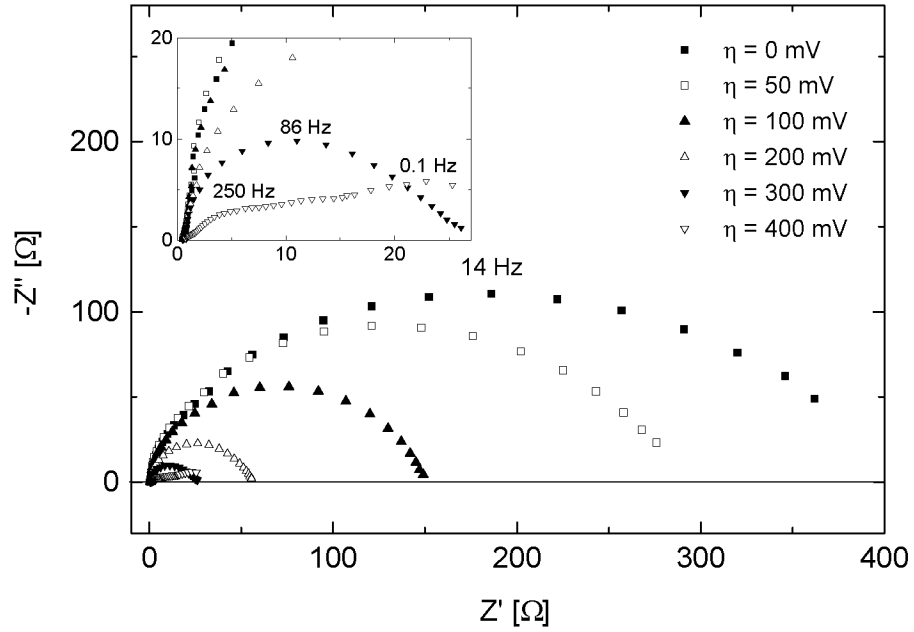 -Z" [Ω]
200
100
0
0
100
200
300
400
Z' [Ω]
η = 0 mV
η = 50 mV
η = 100 mV
η = 200 mV
η = 300 mV
η = 400 mV
20
10
0
0
10
20
86 Hz
0.1 Hz
250 Hz
14 Hz